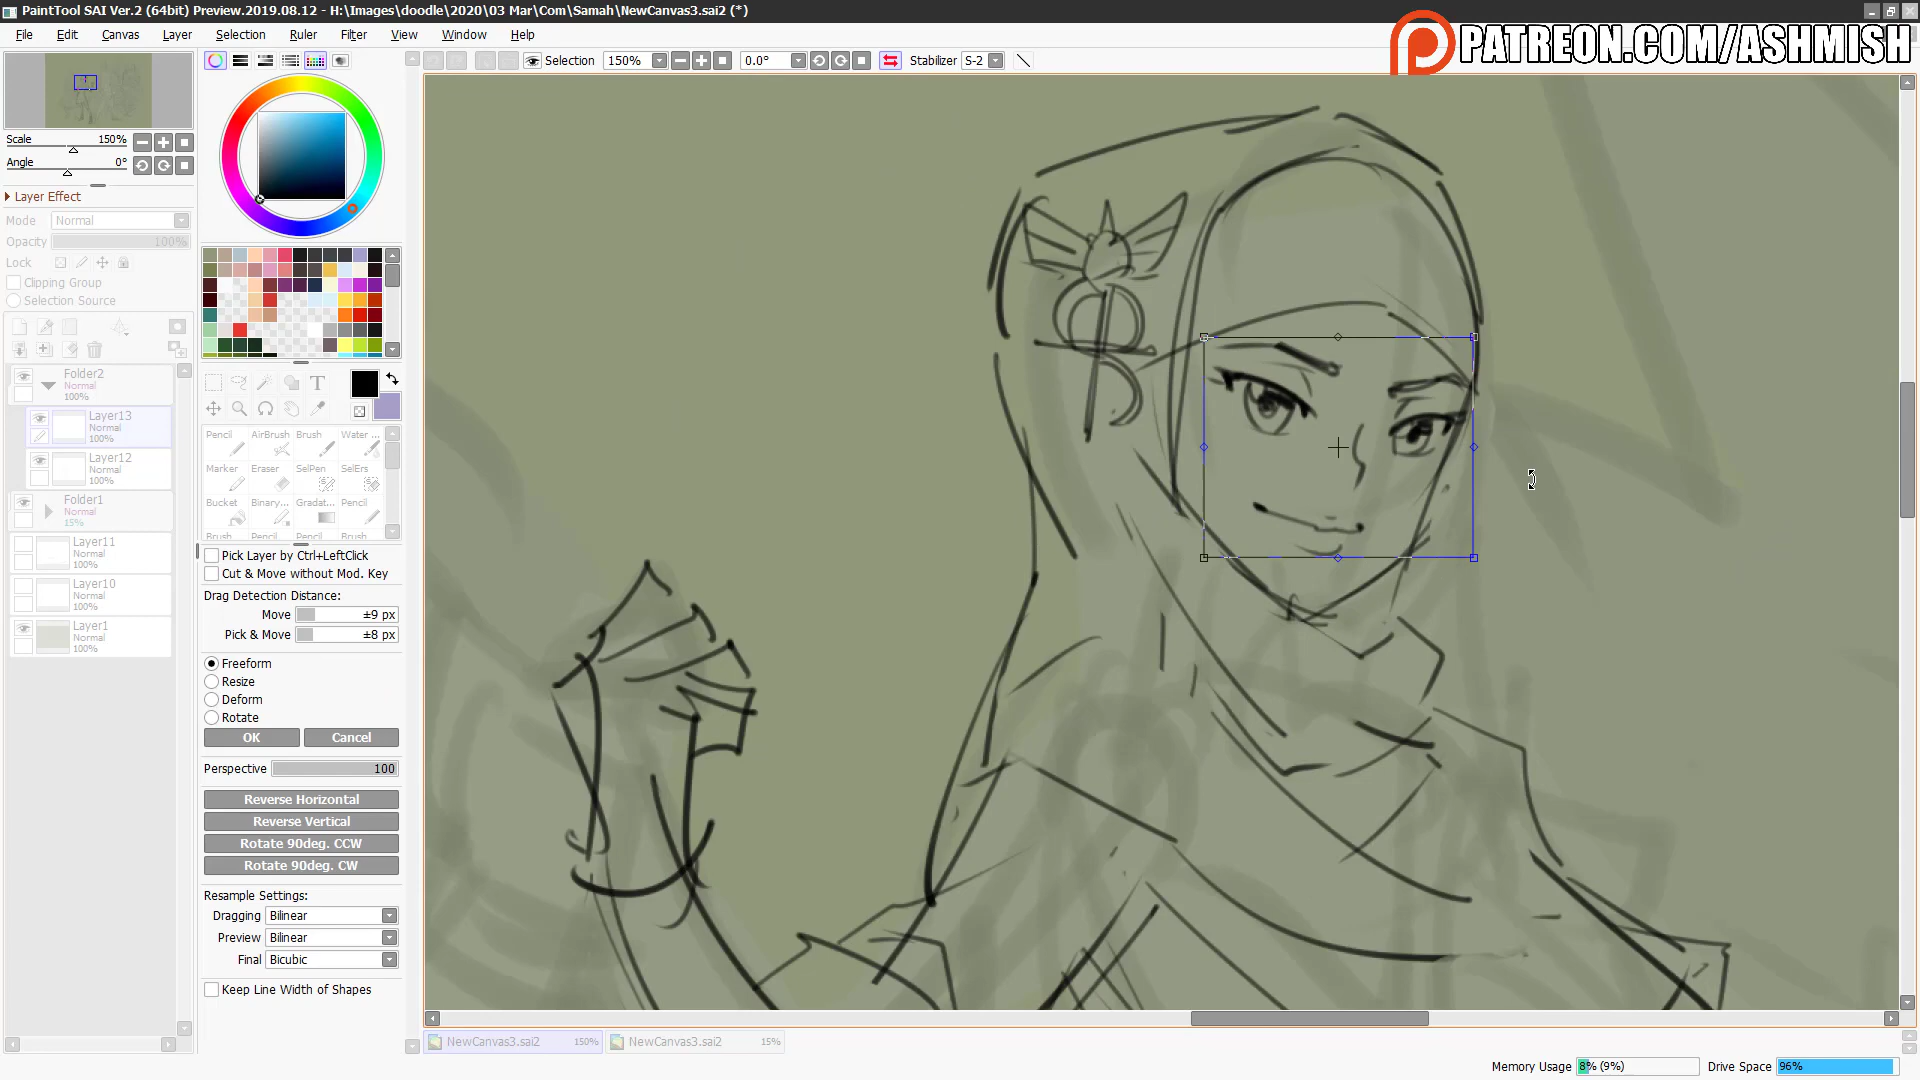 PaintTool SAI Ver.2 (64bit) Preview.2019.08.12 - H:\Images\doodle\2020\03 Mar\Com\Samah\NewCanvas3.sai2 (*)
File Edit Canvas Layer Selection Ruler Filter View Window Help
PATREON.COM/ASHMISH
Selection 150% 0.0° Stabilizer S-2
Scale 150%
Angle 0°
Layer Effect
Mode Normal
Opacity 100%
Lock
Clipping Group
Selection Source
Folder2
Normal
100%
Layer13
Normal
100%
Layer12
Normal
100%
Folder1
Normal
15%
Layer11
Normal
100%
Layer10
Normal
100%
Layer1
Normal
100%
T
Pencil AirBrush Brush Water ...
Marker Eraser SelPen SelErs
Bucket Binary... Gradat... Pencil
Brush Pencil Pencil Brush
Pick Layer by Ctrl+LeftClick
Cut & Move without Mod. Key
Drag Detection Distance:
Move ±9 px
Pick & Move ±8 px
Freeform
Resize
Deform
Rotate
OK Cancel
Perspective 100
Reverse Horizontal
Reverse Vertical
Rotate 90deg. CCW
Rotate 90deg. CW
Resample Settings:
Dragging Bilinear
Preview Bilinear
Final Bicubic
Keep Line Width of Shapes
NewCanvas3.sai2 150% NewCanvas3.sai2 15%
Memory Usage 8% (9%) Drive Space 96%